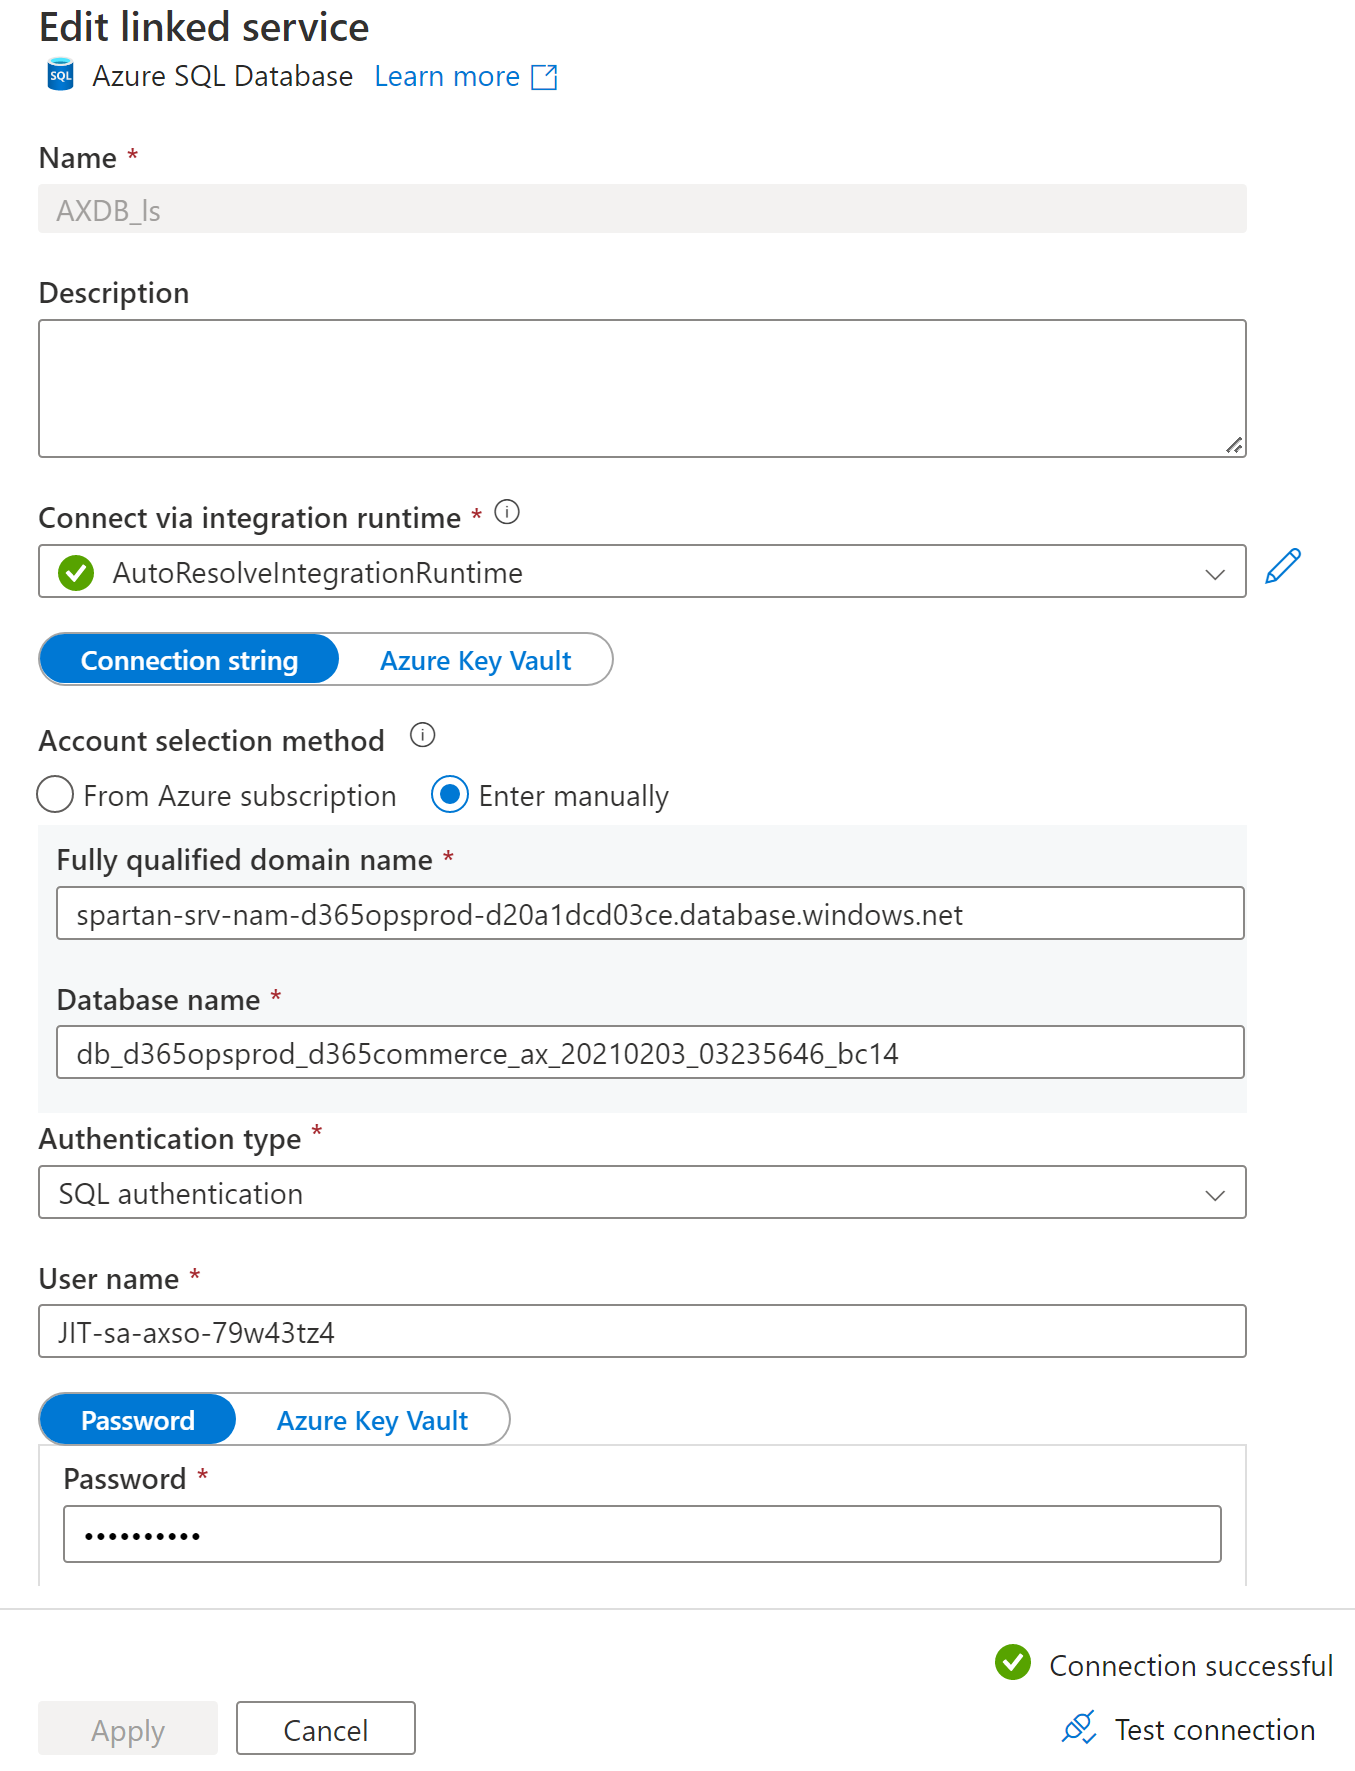 Edit linked service
SQL Azure SQL Database Learn more
Name *
AXDB_ls
Description
Connect via integration runtime *
AutoResolveIntegrationRuntime
Connection string Azure Key Vault
Account selection method
From Azure subscription Enter manually
Fully qualified domain name *
spartan-srv-nam-d365opsprod-d20a1dcd03ce.database.windows.net
Database name *
db_d365opsprod_d365commerce_ax_20210203_03235646_bc14
Authentication type *
SQL authentication
User name *
JIT-sa-axso-79w43tz4
Password Azure Key Vault
Password *
••••••••••
Connection successful
Apply Cancel Test connection